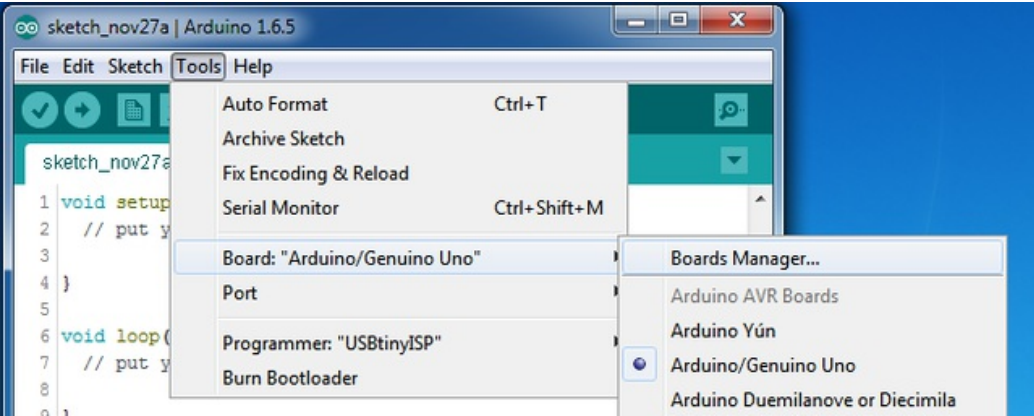 sketch_nov27a | Arduino 1.6.5
File Edit Sketch Tools Help
Auto Format Ctrl+T
Archive Sketch
sketch_nov27a
Fix Encoding & Reload
1 void setup
Serial Monitor Ctrl+Shift+M
2 // put y
3
Board: "Arduino/Genuino Uno" Boards Manager...
4 }
Port Arduino AVR Boards
5
6 void loop(
Programmer: "USBtinyISP" Arduino Yún
7 // put y
Arduino/Genuino Uno
8
Burn Bootloader
Arduino Duemilanove or Diecimila
9 }